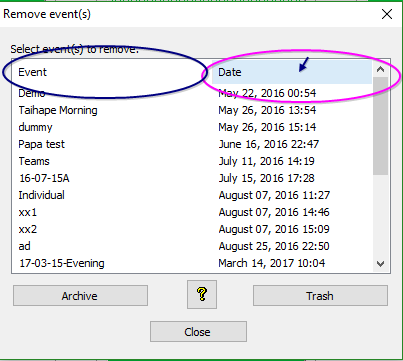 Remove event(s)
Select event(s) to remove:
Event Date
Demo May 22, 2016 00:54
Taihape Morning May 26, 2016 13:54
dummy May 26, 2016 15:14
Papa test June 16, 2016 22:47
Teams July 11, 2016 14:19
16-07-15A July 15, 2016 17:28
Individual August 07, 2016 11:27
xx1 August 07, 2016 14:46
xx2 August 07, 2016 15:09
ad August 25, 2016 22:50
17-03-15-Evening March 14, 2017 10:04
Archive ? Trash
Close